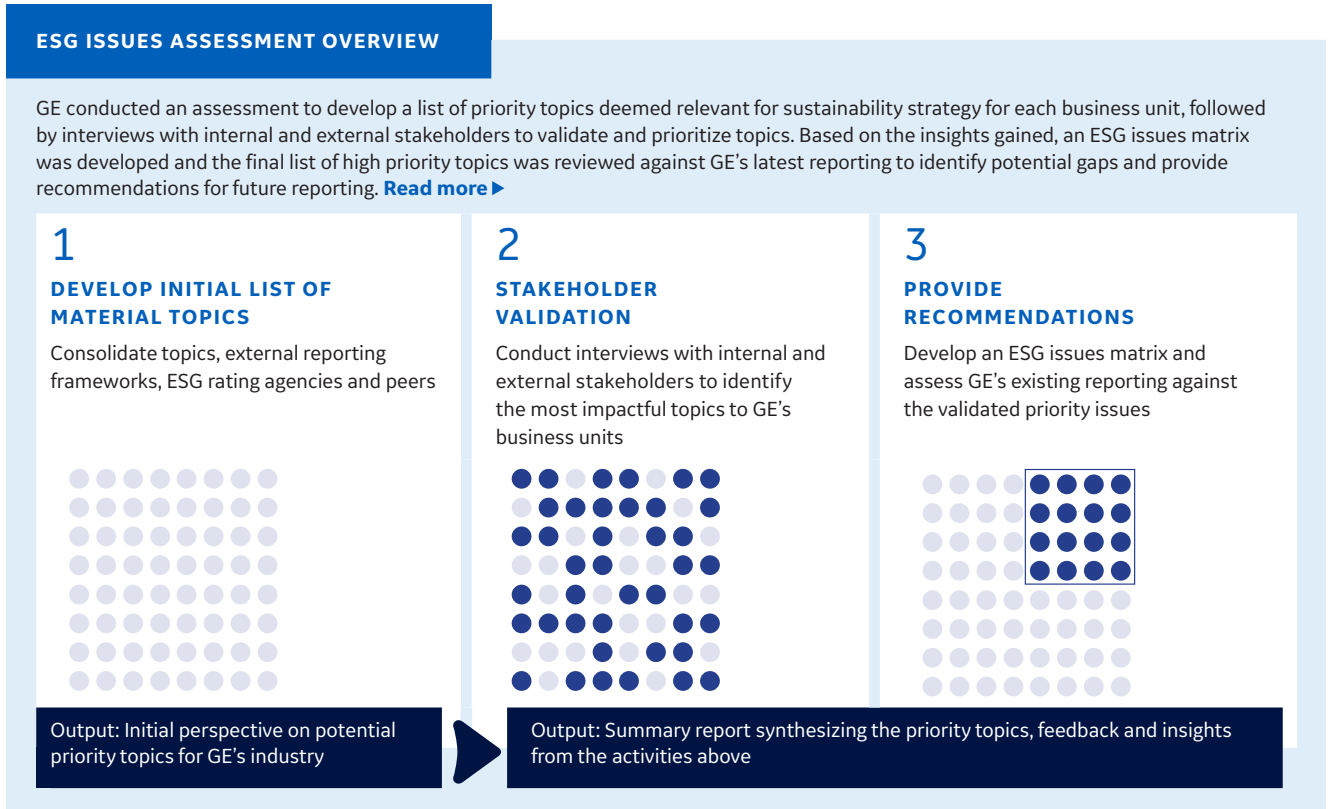 ESG ISSUES ASSESSMENT OVERVIEW
GE conducted an assessment to develop a list of priority topics deemed relevant for sustainability strategy for each business unit, followed
by interviews with internal and external stakeholders to validate and prioritize topics. Based on the insights gained, an ESG issues matrix
was developed and the final list of high priority topics was reviewed against GE’s latest reporting to identify potential gaps and provide
recommendations for future reporting. Read more ▶
1
DEVELOP INITIAL LIST OF
MATERIAL TOPICS
Consolidate topics, external reporting
frameworks, ESG rating agencies and peers
2
STAKEHOLDER
VALIDATION
Conduct interviews with internal and
external stakeholders to identify
the most impactful topics to GE’s
business units
3
PROVIDE
RECOMMENDATIONS
Develop an ESG issues matrix and
assess GE’s existing reporting against
the validated priority issues
Output: Initial perspective on potential
priority topics for GE’s industry
Output: Summary report synthesizing the priority topics, feedback and insights
from the activities above